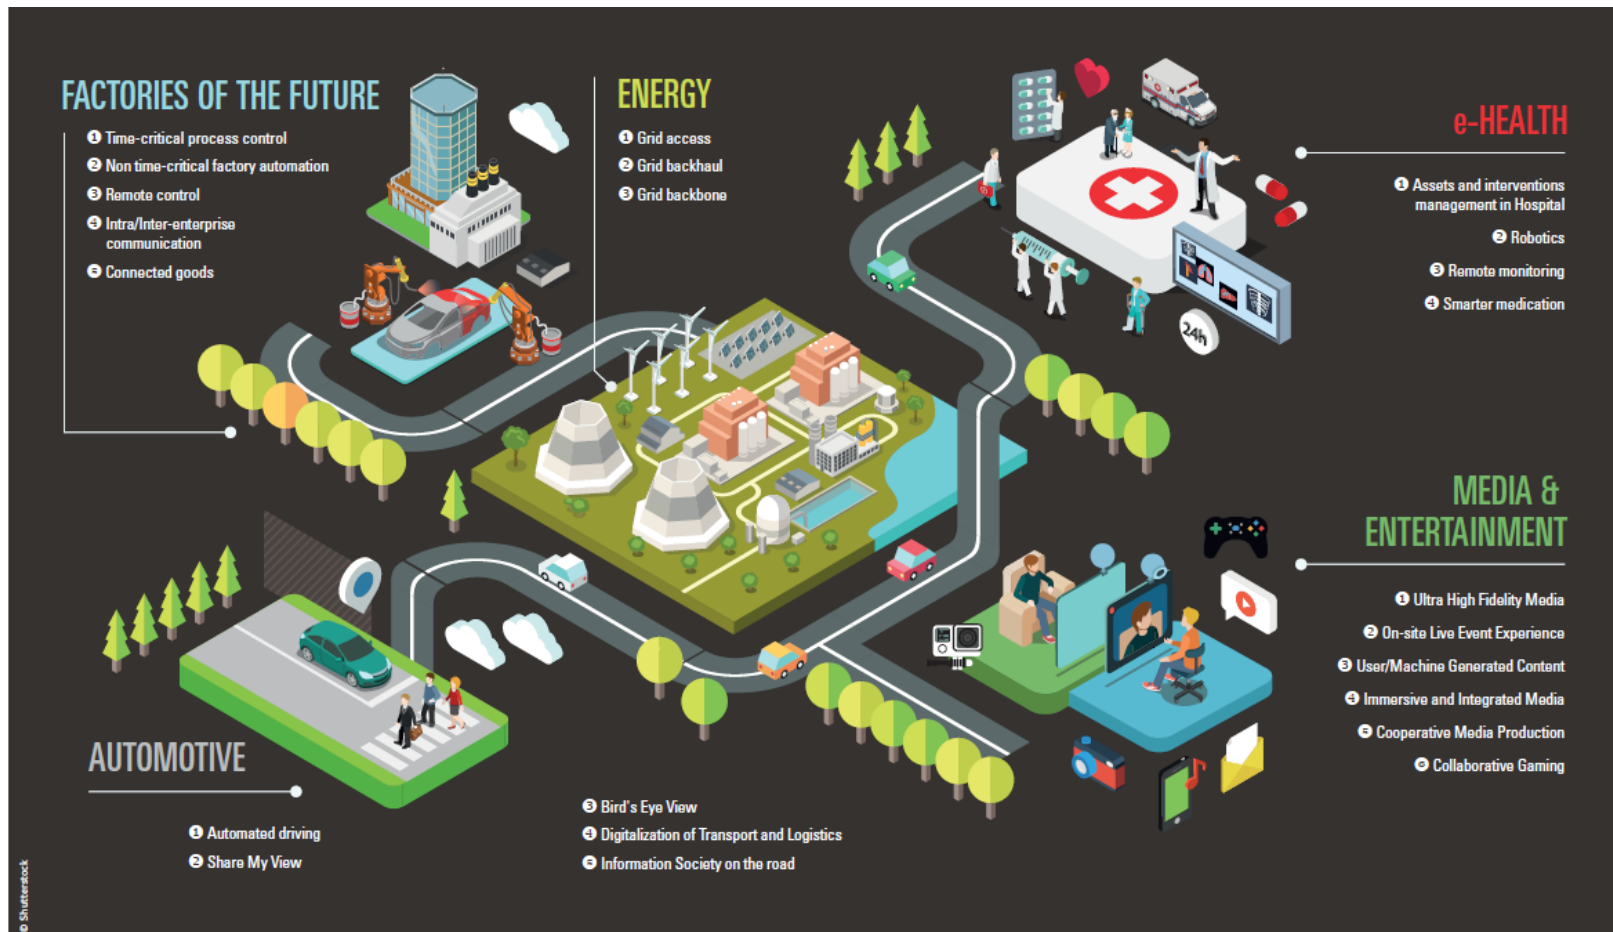 FACTORIES OF THE FUTURE
❶ Time-critical process control
❷ Non time-critical factory automation
❸ Remote control
❹ Intra/Inter-enterprise
communication
❺ Connected goods
ENERGY
❶ Grid access
❷ Grid backhaul
❸ Grid backbone
e-HEALTH
❶ Assets and interventions
management in Hospital
❷ Robotics
❸ Remote monitoring
❹ Smarter medication
24h
MEDIA &
ENTERTAINMENT
❶ Ultra High Fidelity Media
❷ On-site Live Event Experience
❸ User/Machine Generated Content
❹ Immersive and Integrated Media
❺ Cooperative Media Production
❻ Collaborative Gaming
AUTOMOTIVE
❶ Automated driving
❷ Share My View
❸ Bird's Eye View
❹ Digitalization of Transport and Logistics
❺ Information Society on the road
© Shutterstock